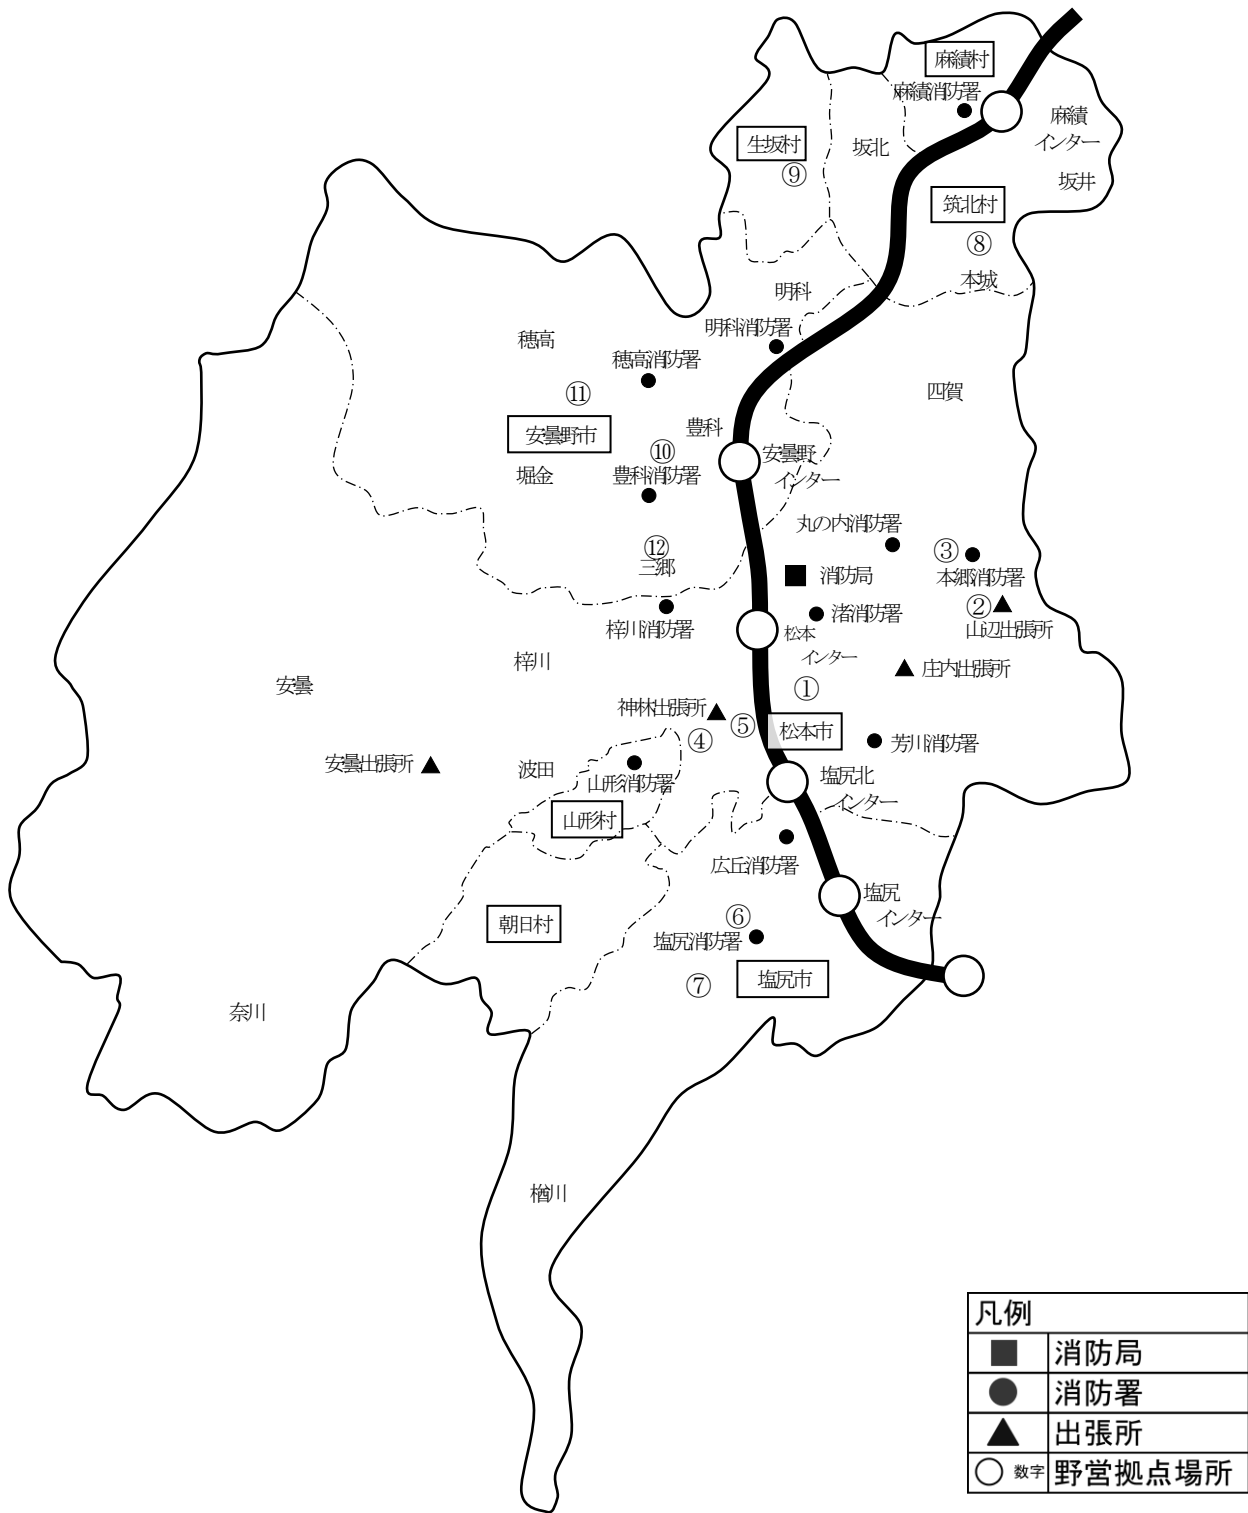 麻績村
麻績消防署
麻績
インター
生坂村
⑨
坂北
坂井
筑北村
⑧
本城
明科
明科消防署
穂高
穂高消防署
⑪
四賀
安曇野市
豊科
⑩
安曇野
インター
堀金
豊科消防署
丸の内消防署
③
本郷消防署
⑫
三郷
消防局
②
山辺出張所
梓川消防署
渚消防署
松本
インター
梓川
庄内出張所
安曇
①
神林出張所
⑤
④
松本市
芳川消防署
安曇出張所
波田
山形消防署
塩尻北
インター
山形村
広丘消防署
塩尻
インター
朝日村
⑥
塩尻消防署
⑦
塩尻市
奈川
楢川
凡例
消防局
消防署
出張所
数字 野営拠点場所